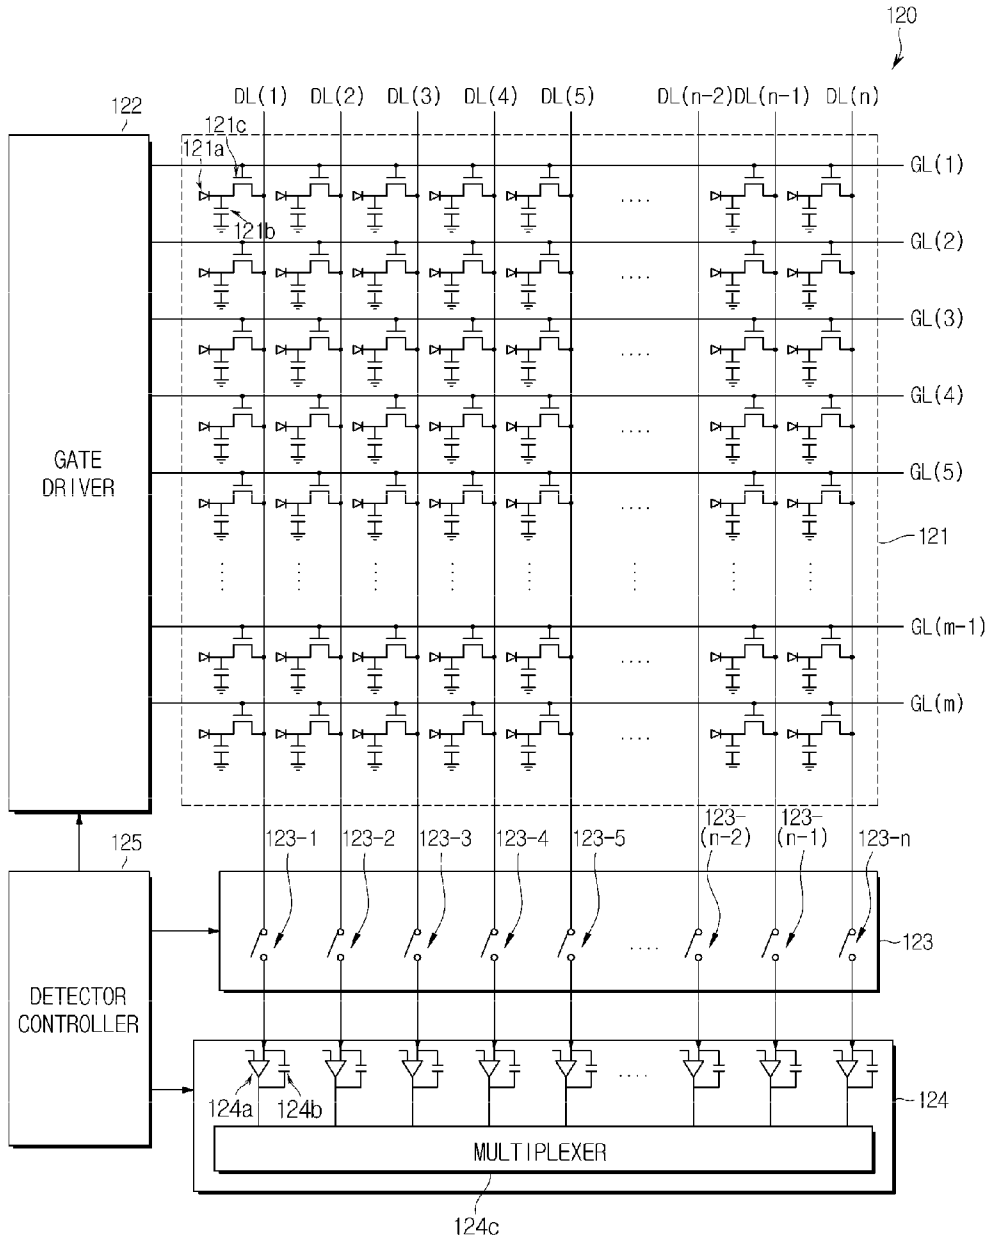 120
DL(1) DL(2) DL(3) DL(4) DL(5) DL(n-2) DL(n-1) DL(n)
122
121c
121a
121b
GL(1)
GL(2)
GL(3)
GL(4)
GL(5)
GATE
DRIVER
121
GL(m-1)
GL(m)
125
123-1 123-2 123-3 123-4 123-5 123-
(n-2) 123-
(n-1) 123-n
123
DETECTOR
CONTROLLER
124a 124b
124
MULTIPLEXER
124c